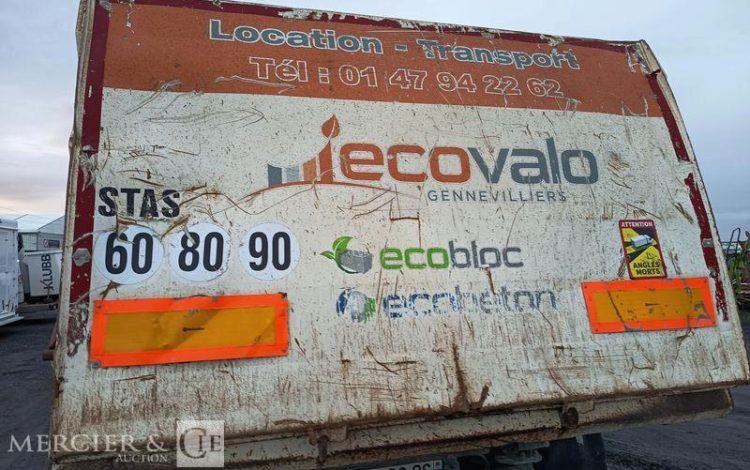 Location - Transport
Tél : 01 47 94 22 62
ecovalo
GENNEVILLIERS
STAS
60 80 90
ecobloc
ecobeton
ATTENTION
ANGLES
MORTS
KLUBB
MERCIER & CIE
AUCTION